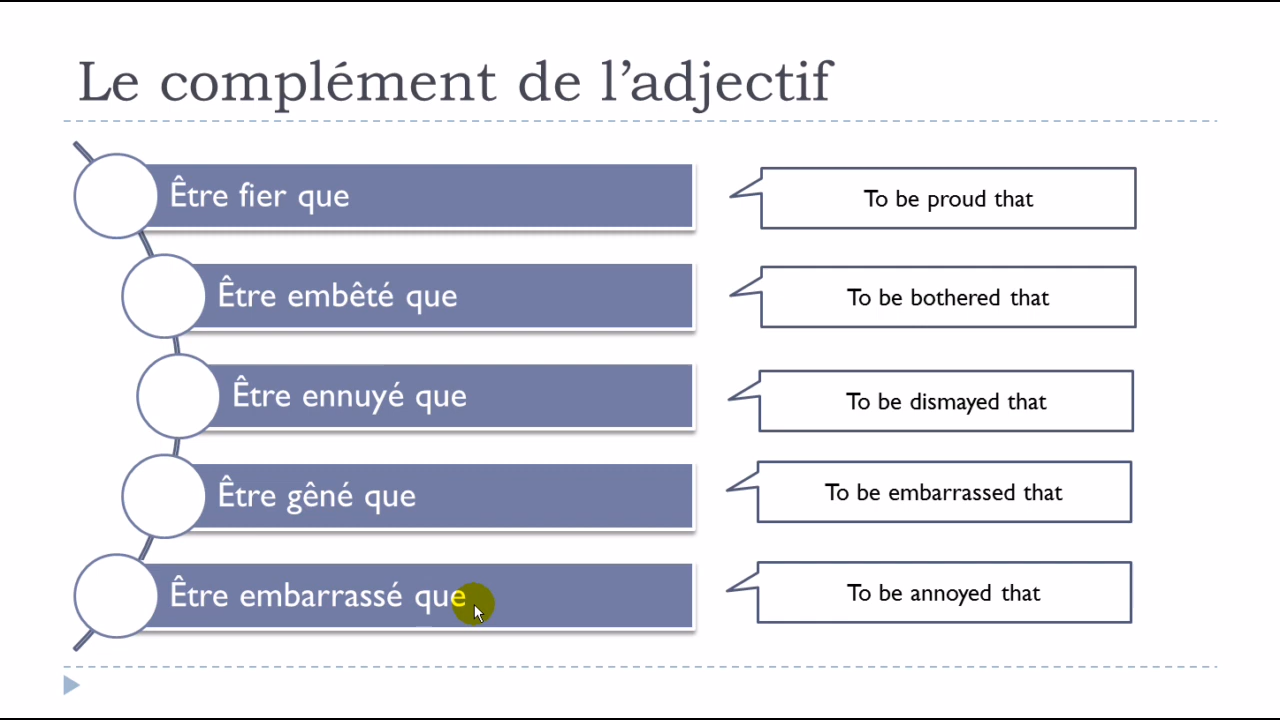 Le complément de l’adjectif
Être fier que
To be proud that
Être embêté que
To be bothered that
Être ennuyé que
To be dismayed that
Être gêné que
To be embarrassed that
Être embarrassé que
To be annoyed that